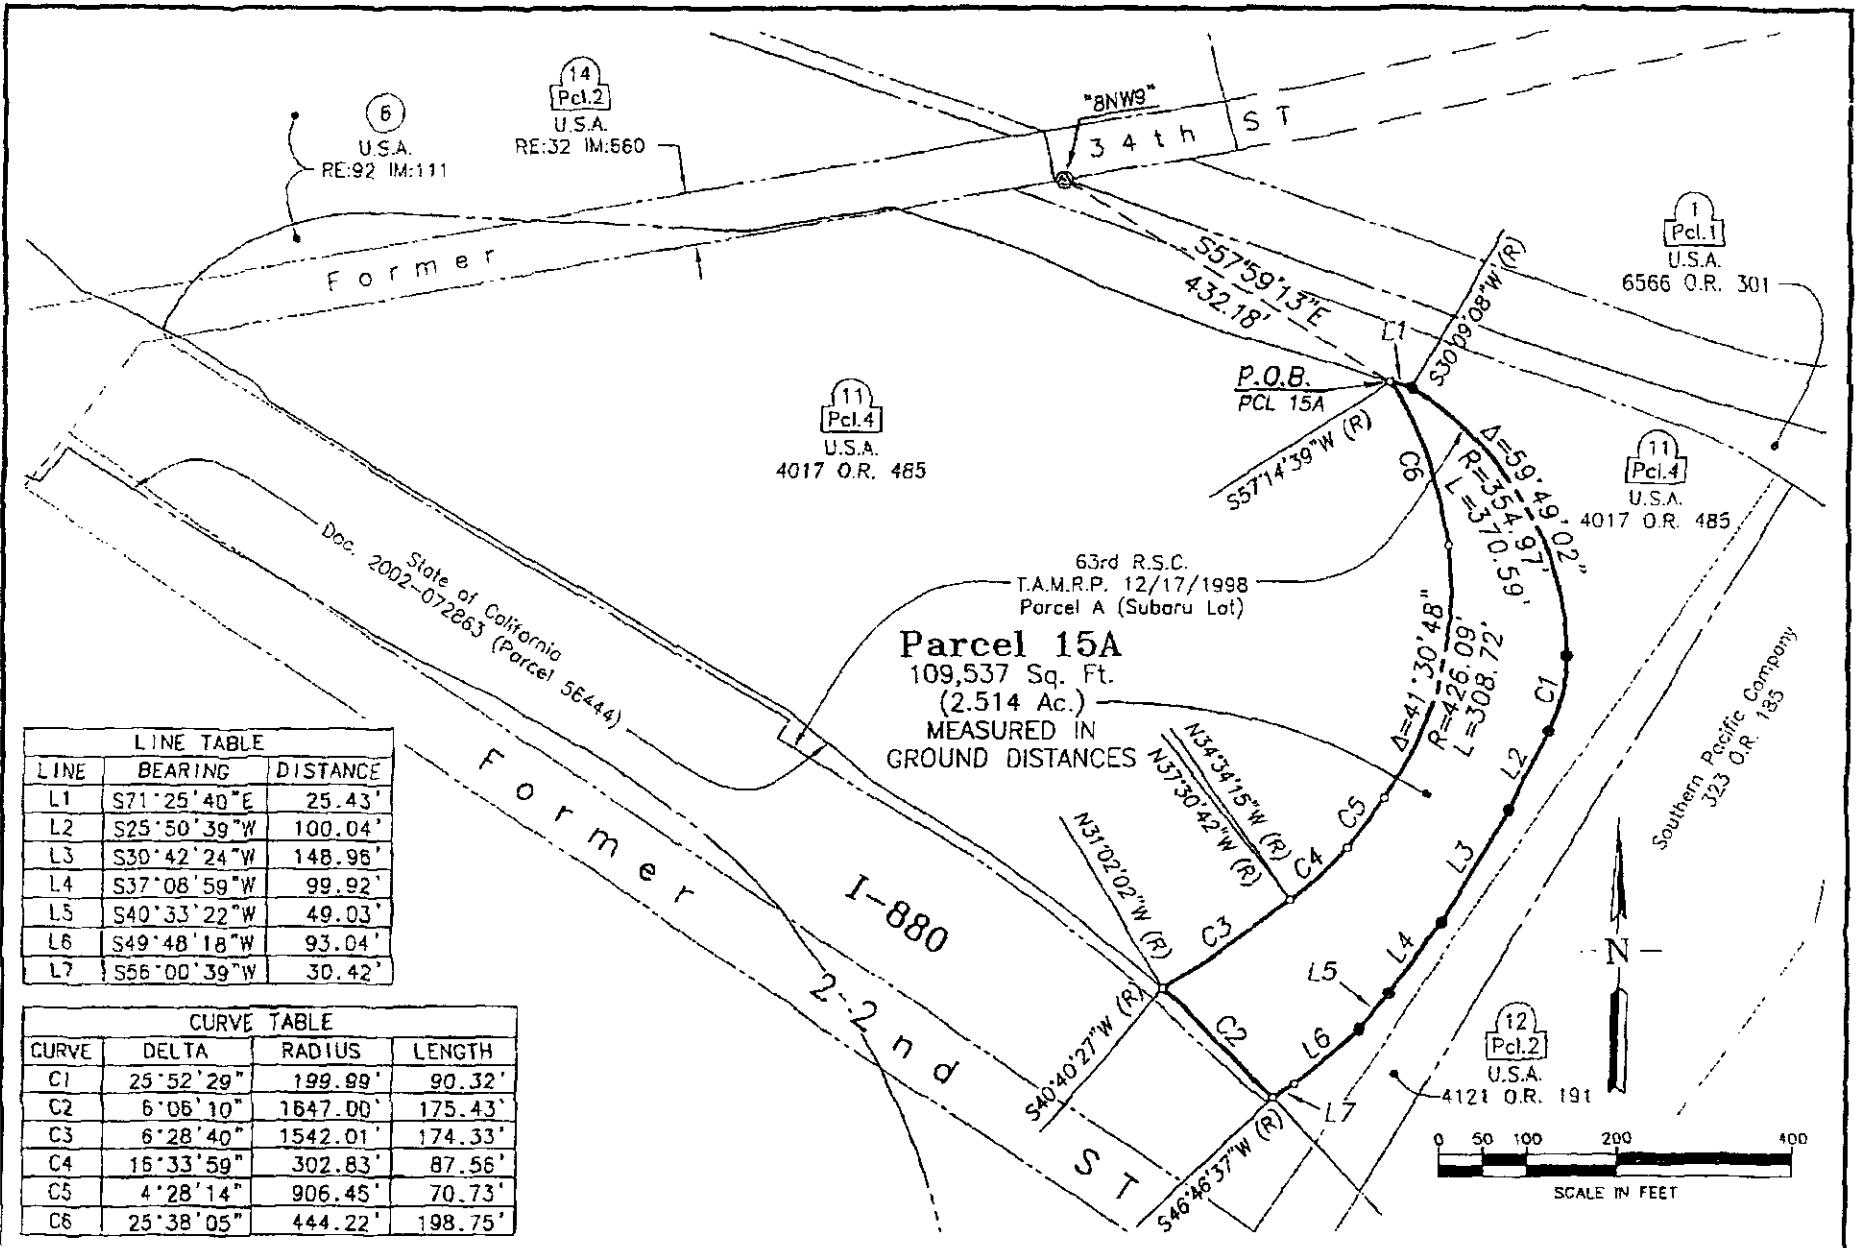 14
Pcl.2
U.S.A.
RE:32 IM:560
6
U.S.A.
RE:92 IM:111
"8NW9"
34th ST
Former
1
Pcl.1
U.S.A.
6566 O.R. 301
S57°59'13"E
432.18'
L1
S30°09'08"W (R)
P.O.B.
PCL 15A
S57°14'39"W (R)
11
Pcl.4
U.S.A.
4017 O.R. 485
11
Pcl.4
U.S.A.
4017 O.R. 485
C6
Δ=59°49'02"
R=354.97'
L=370.59'
State of California
Doc. 2002-072863 (Parcel 56444)
63rd R.S.C.
T.A.M.R.P. 12/17/1998
Parcel A (Subaru Lot)
Parcel 15A
109,537 Sq. Ft.
(2.514 Ac.)
MEASURED IN
GROUND DISTANCES
Δ=41°30'48"
R=426.09'
L=308.72'
C1
L2
Southern Pacific Company
323 O.R. 185
N34°34'15"W (R)
N37°30'42"W (R)
N31°02'02"W (R)
C5
C4
C3
L3
L4
L5
L6
L7
C2
S40°40'27"W (R)
S46°46'37"W (R)
Former
I-880
22nd
ST
N
12
Pcl.2
U.S.A.
4121 O.R. 191
0 50 100 200 400
SCALE IN FEET
LINE TABLE
LINE BEARING DISTANCE
L1 S71°25'40"E 25.43'
L2 S25°50'39"W 100.04'
L3 S30°42'24"W 148.96'
L4 S37°08'59"W 99.92'
L5 S40°33'22"W 49.03'
L6 S49°48'18"W 93.04'
L7 S56°00'39"W 30.42'
CURVE TABLE
CURVE DELTA RADIUS LENGTH
C1 25°52'29" 199.99' 90.32'
C2 6°06'10" 1647.00' 175.43'
C3 6°28'40" 1542.01' 174.33'
C4 16°33'59" 302.83' 87.56'
C5 4°28'14" 906.45' 70.73'
C6 25°38'05" 444.22' 198.75'